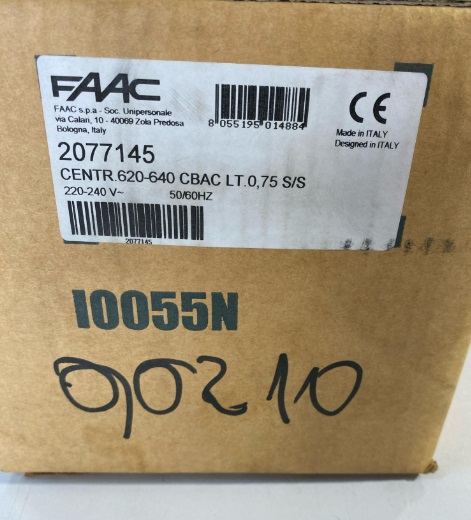 FAAC
FAAC s.p.a - Soc. Unipersonale
via Calari, 10 - 40069 Zola Predosa
Bologna, Italy
8 055195 014884
CE
Made in ITALY
Designed in ITALY
2077145
CENTR.620-640 CBAC LT.0,75 S/S
220-240 V~ 50/60HZ
2077145
I0055N
90210